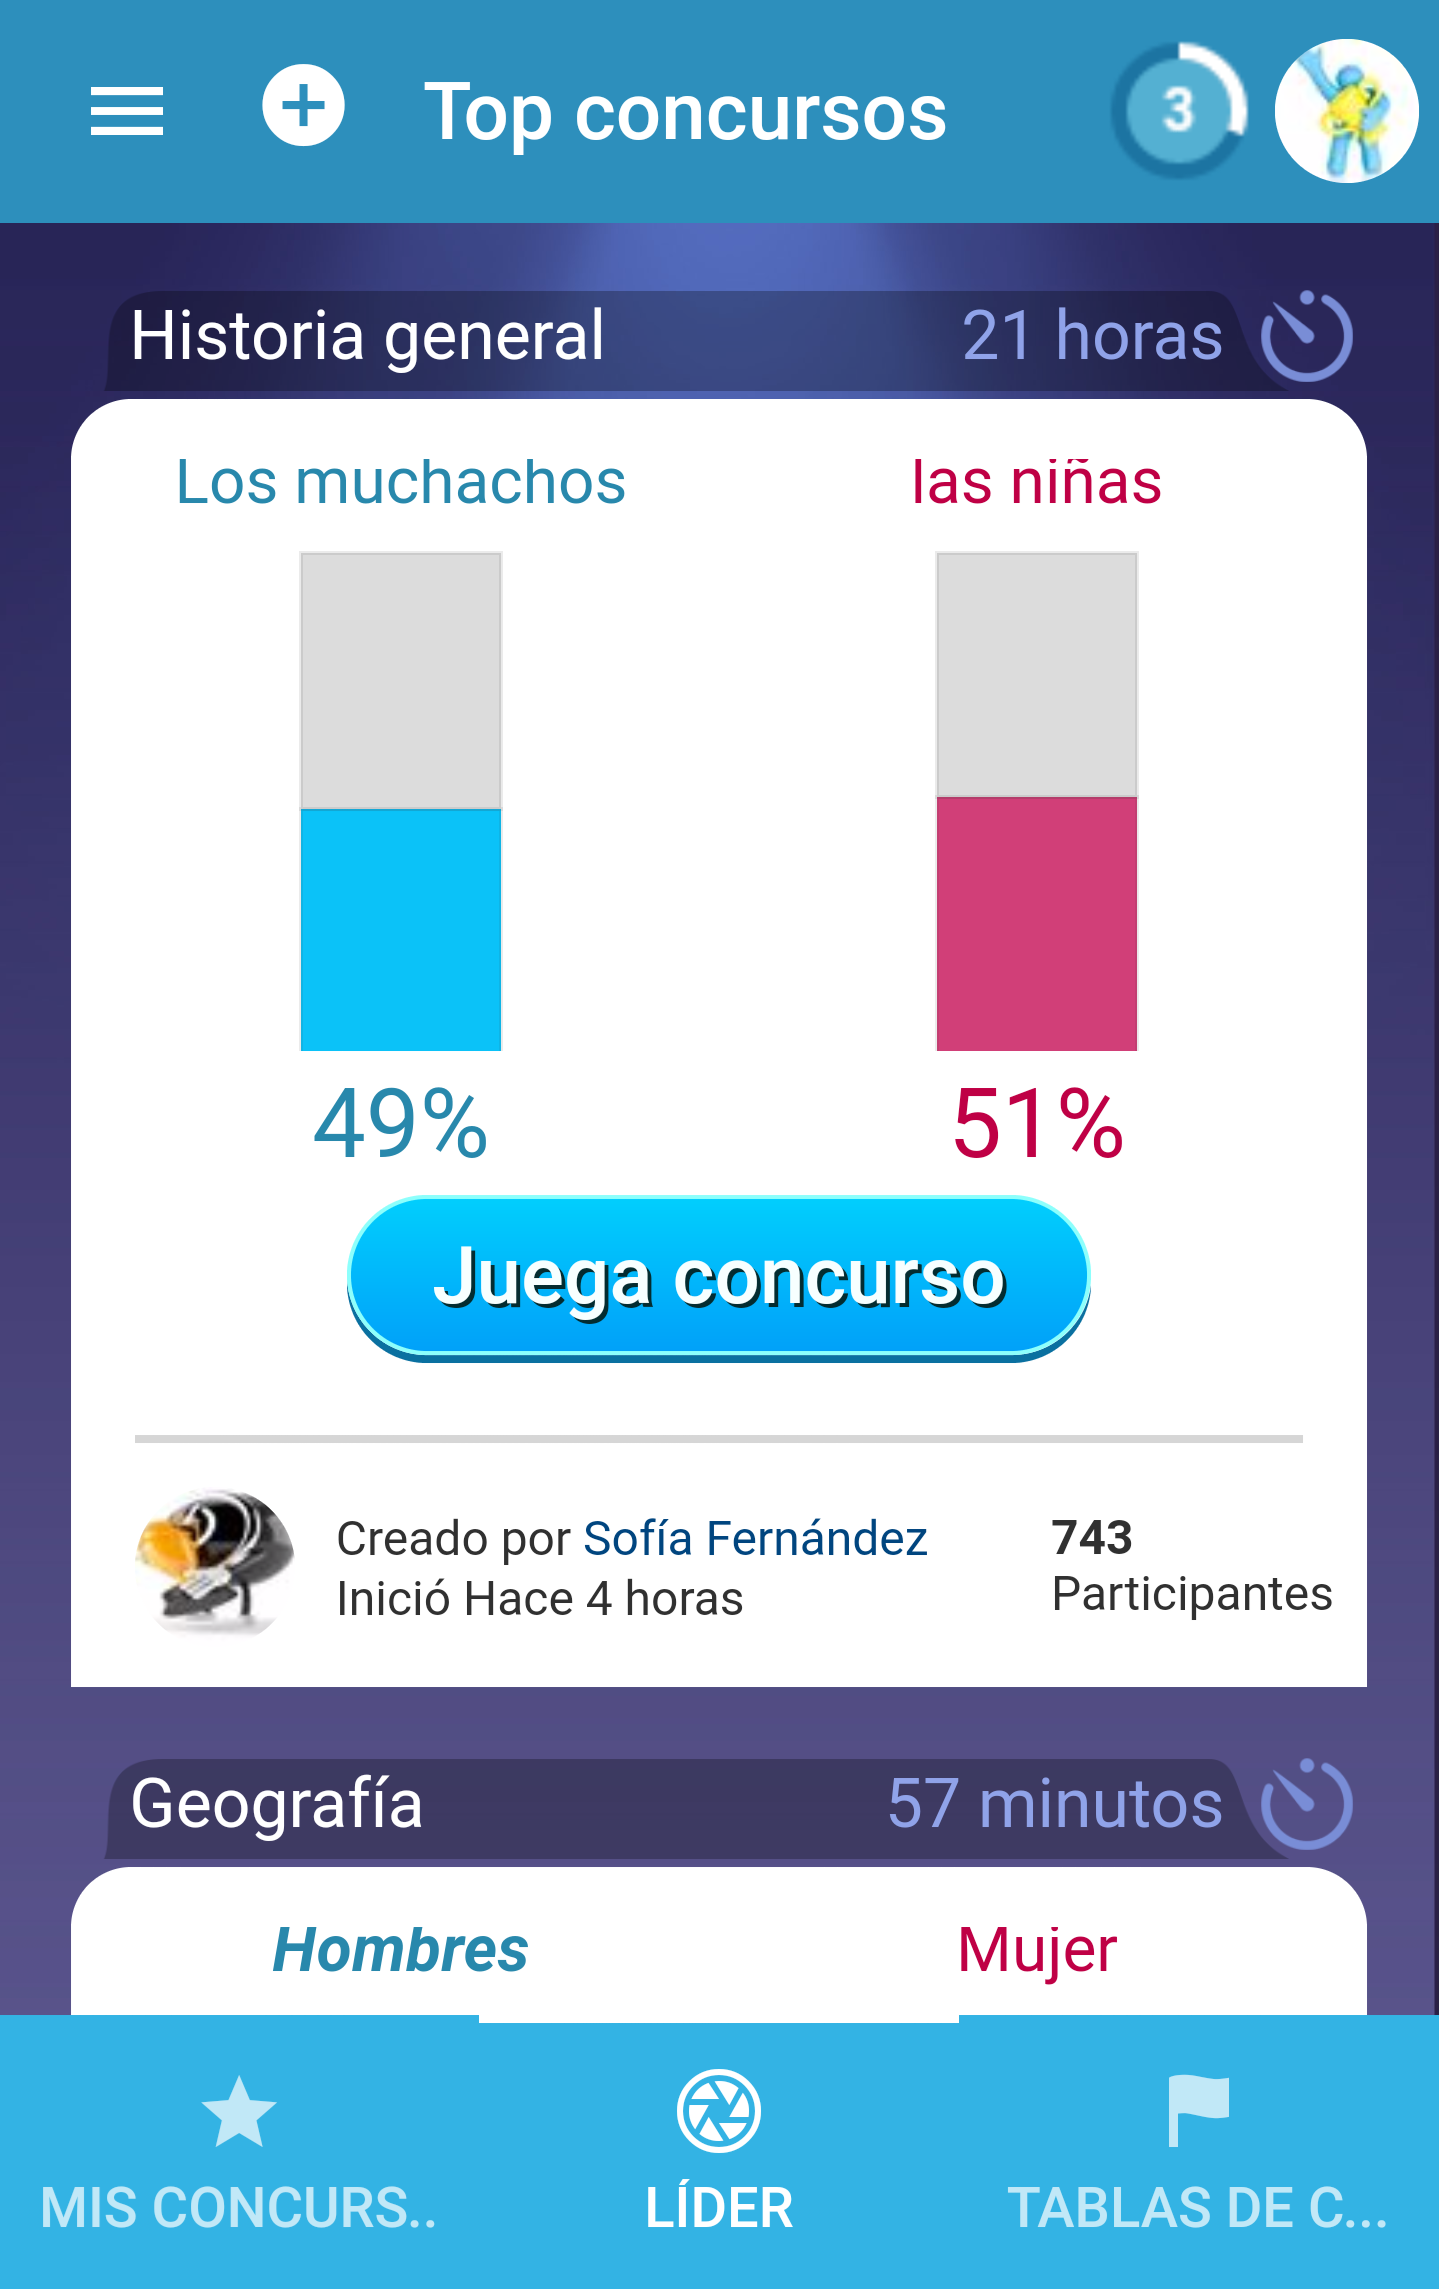 Top concursos
3
Historia general
21 horas
Los muchachos
las niñas
49%
51%
Juega concurso
Creado por Sofía Fernández
Inició Hace 4 horas
743
Participantes
Geografía
57 minutos
Hombres
Mujer
MIS CONCURS..
LÍDER
TABLAS DE C...